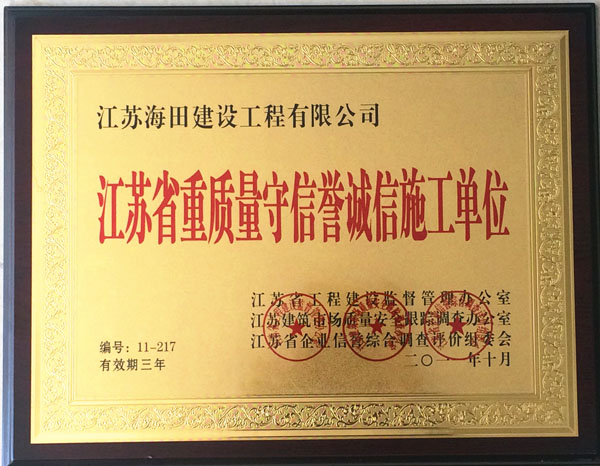 江苏海田建设工程有限公司
江苏省重质量守信誉诚信施工单位
江苏省工程建设监督管理办公室
江苏建筑市场质量安全跟踪调查办公室
江苏省企业信誉综合调查评价组委会
编号：11-217
有效期三年
二〇一一年十月